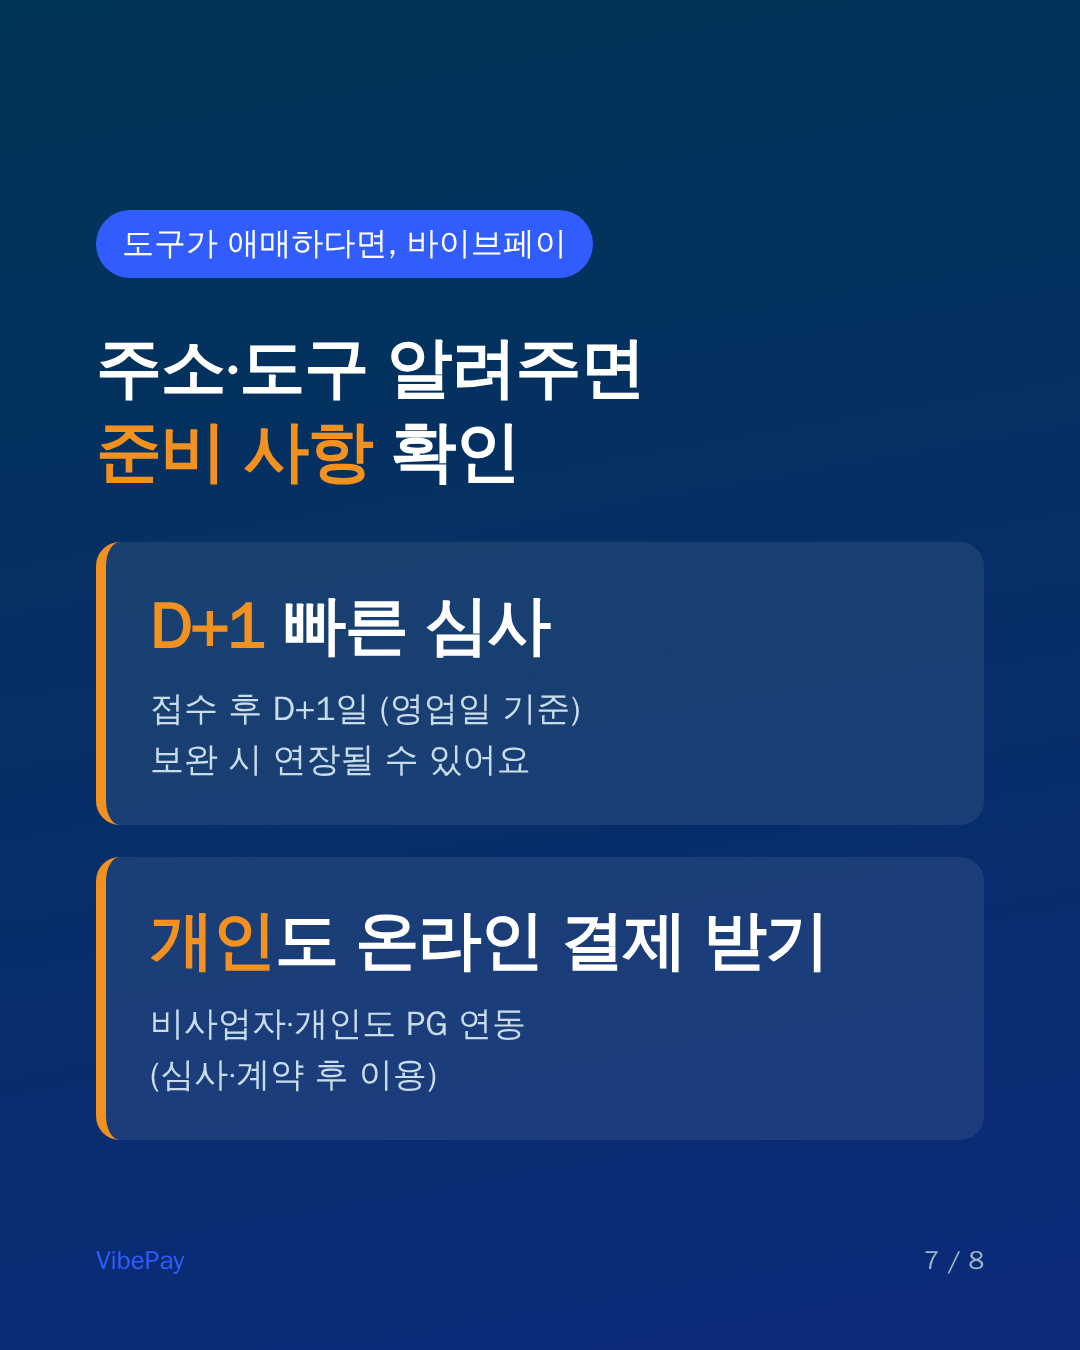 도구가 애매하다면, 바이브페이
주소·도구 알려주면
준비 사항 확인
D+1 빠른 심사
접수 후 D+1일 (영업일 기준)
보완 시 연장될 수 있어요
개인도 온라인 결제 받기
비사업자·개인도 PG 연동
(심사·계약 후 이용)
VibePay
7 / 8